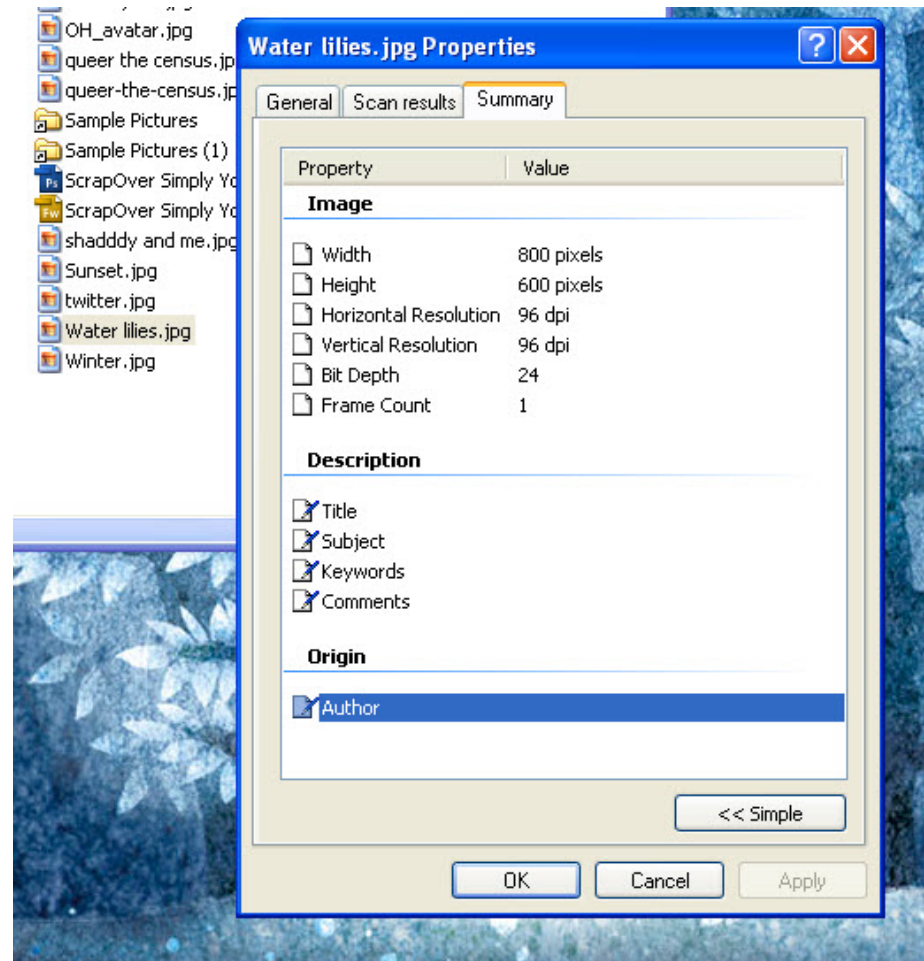 OH_avatar.jpg
queer the census.jp
queer-the-census.jp
Sample Pictures
Sample Pictures (1)
ScrapOver Simply Yo
ScrapOver Simply Yo
shadddy and me.jpg
Sunset.jpg
twitter.jpg
Water lilies.jpg
Winter.jpg
Water lilies.jpg Properties
General Scan results Summary
Property Value
Image
Width 800 pixels
Height 600 pixels
Horizontal Resolution 96 dpi
Vertical Resolution 96 dpi
Bit Depth 24
Frame Count 1
Description
Title
Subject
Keywords
Comments
Origin
Author
<< Simple
OK Cancel Apply